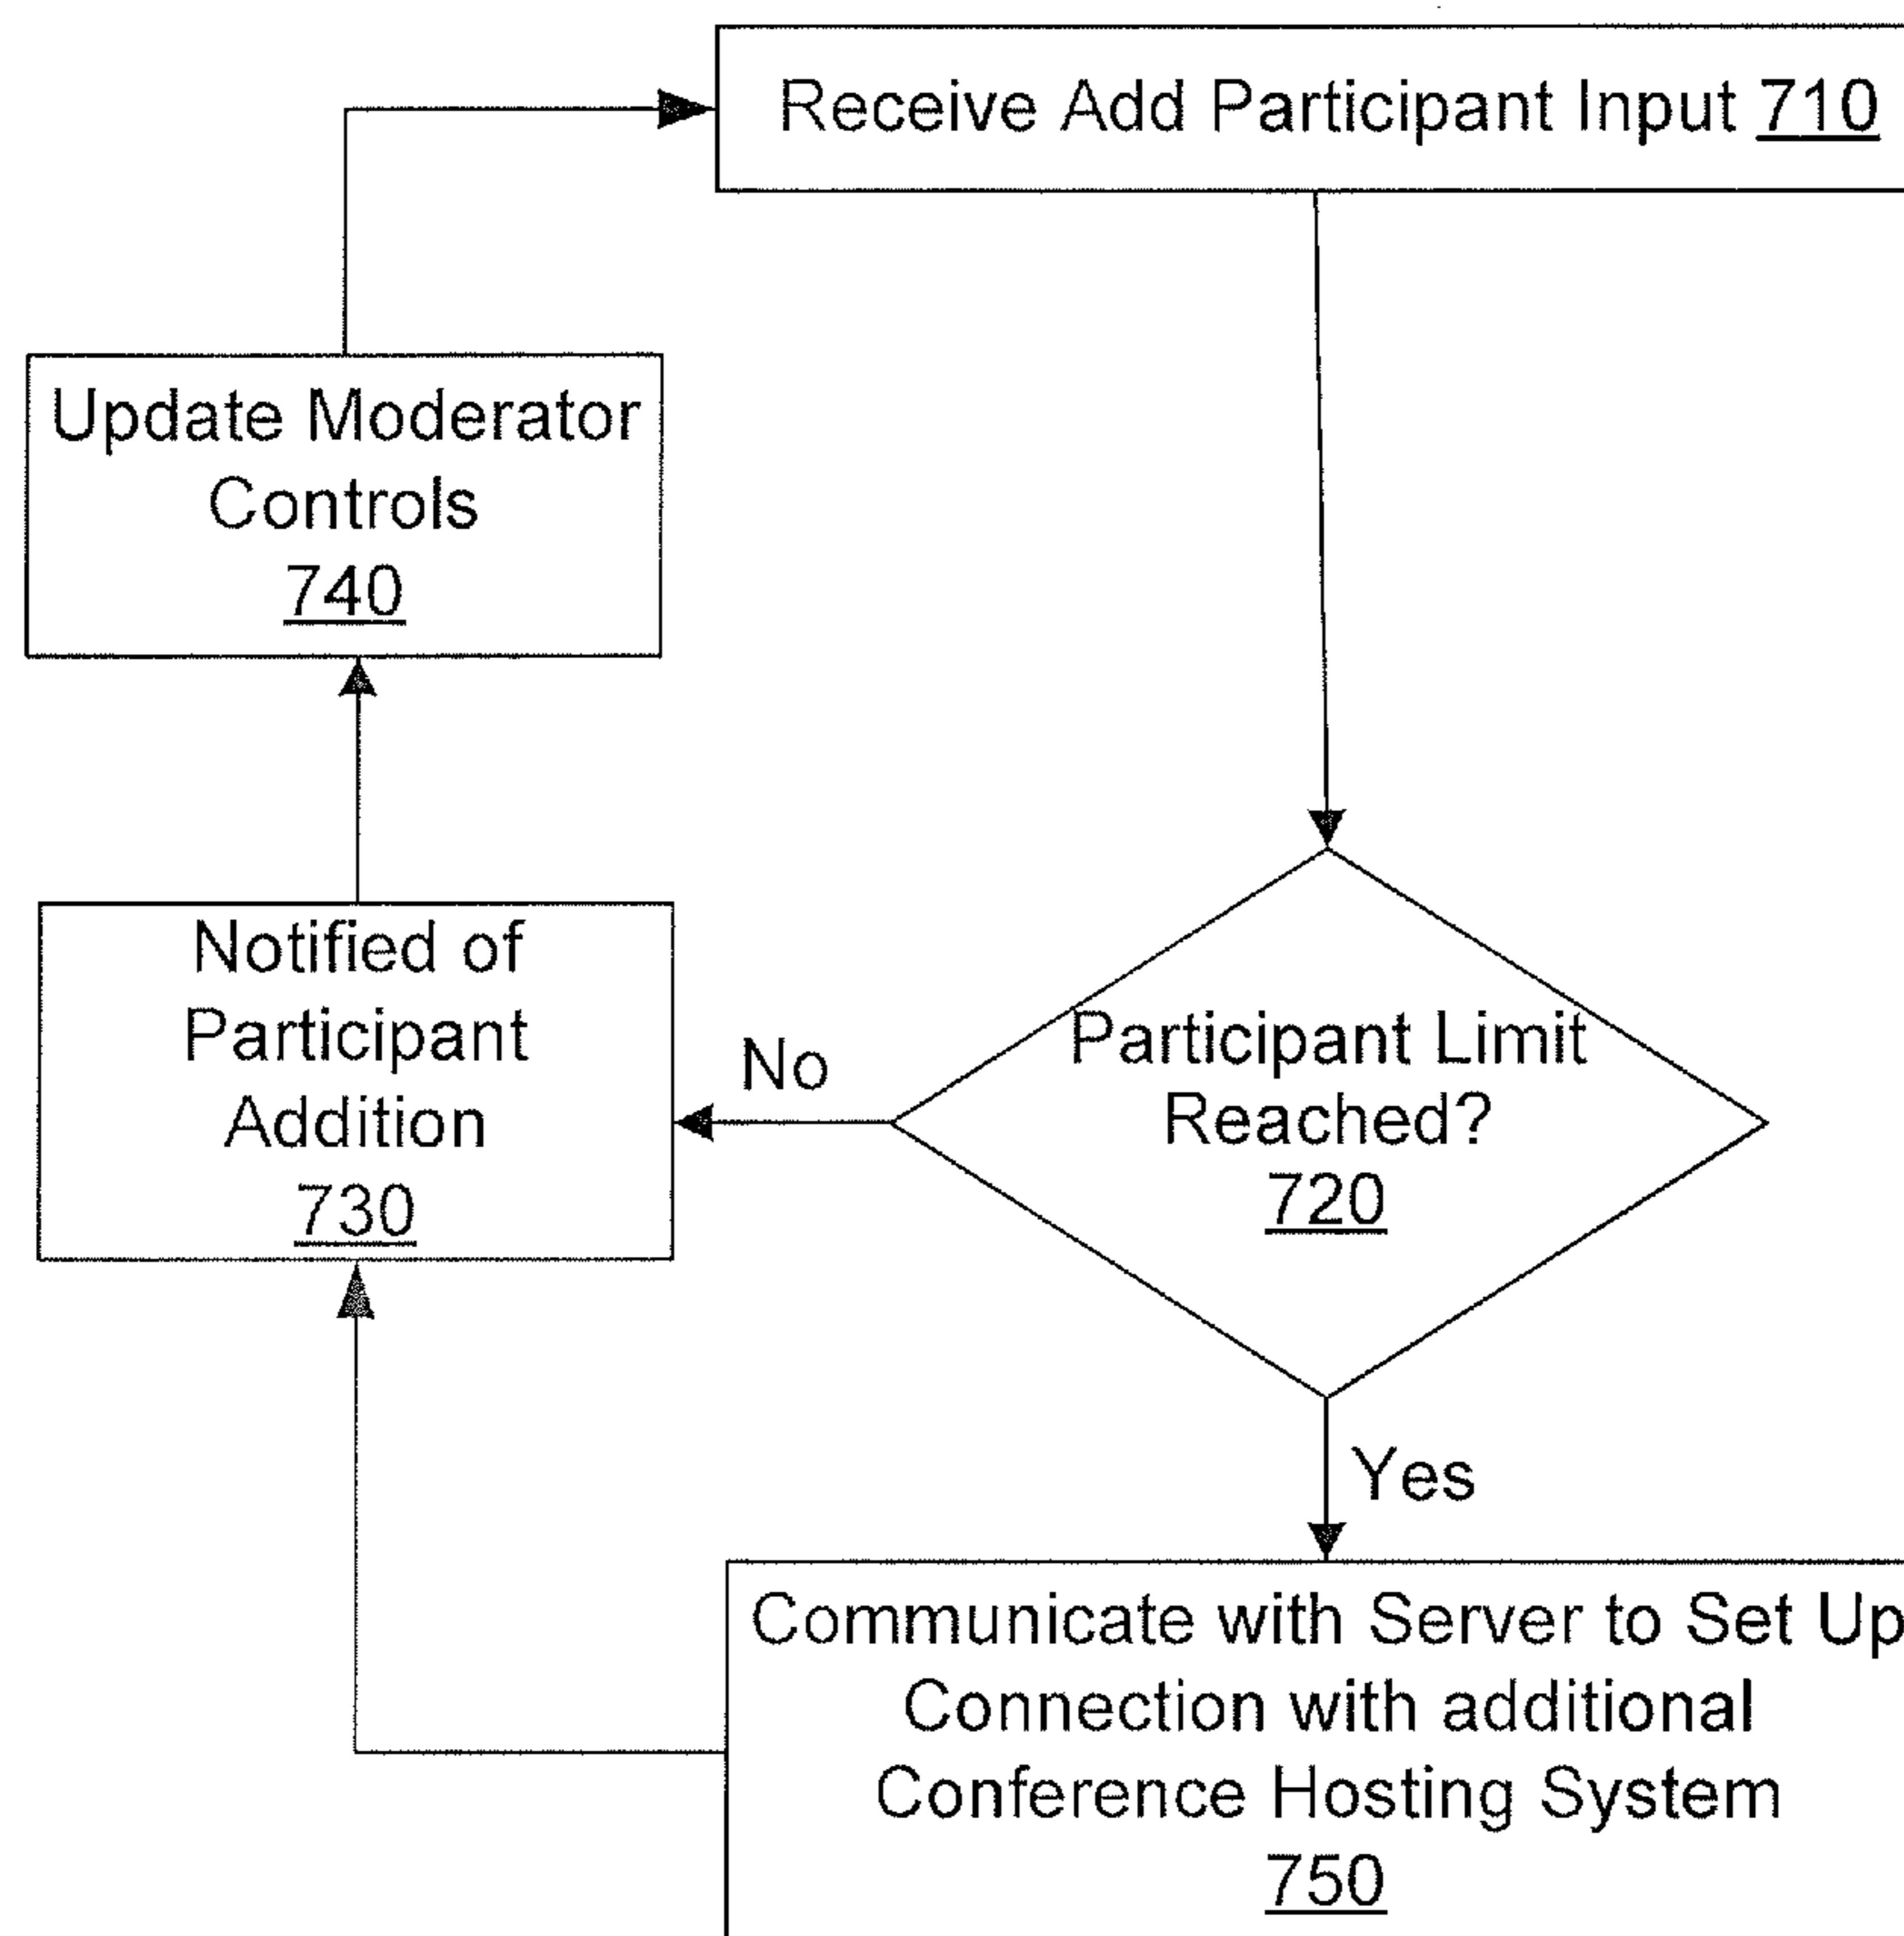 Receive Add Participant Input 710
Update Moderator
Controls
740
Notified of
Participant
Addition
730
No
Participant Limit
Reached?
720
Yes
Communicate with Server to Set Up
Connection with additional
Conference Hosting System
750